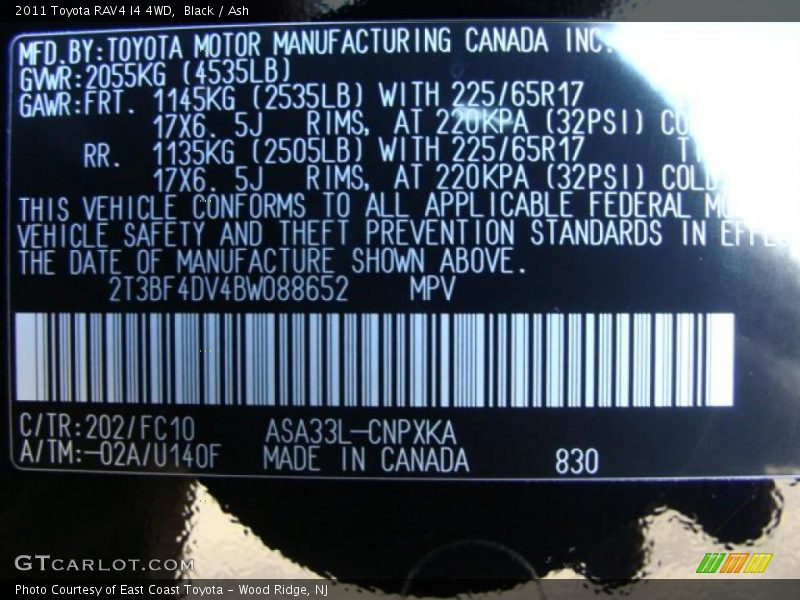 2011 Toyota RAV4 I4 4WD, Black / Ash
MFD.BY:TOYOTA MOTOR MANUFACTURING CANADA INC.
GVWR:2055KG (4535LB)
GAWR:FRT. 1145KG (2535LB) WITH 225/65R17
17X6. 5J RIMS, AT 220KPA (32PSI)
RR. 1135KG (2505LB) WITH 225/65R17
17X6. 5J RIMS, AT 220KPA (32PSI) COLD
THIS VEHICLE CONFORMS TO ALL APPLICABLE FEDERAL
VEHICLE SAFETY AND THEFT PREVENTION STANDARDS IN
THE DATE OF MANUFACTURE SHOWN ABOVE.
2T3BF4DV4BW088652 MPV
C/TR:202/FC10 ASA33L-CNPXKA
A/TM:-02A/U140F MADE IN CANADA 830
GTCARLOT.COM
Photo Courtesy of East Coast Toyota - Wood Ridge, NJ